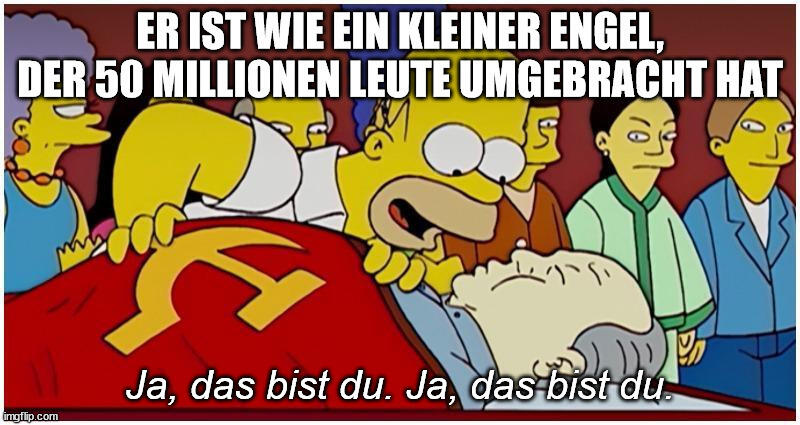 ER IST WIE EIN KLEINER ENGEL,
DER 50 MILLIONEN LEUTE UMGEBRACHT HAT
Ja, das bist du. Ja, das bist du.
imgflip.com